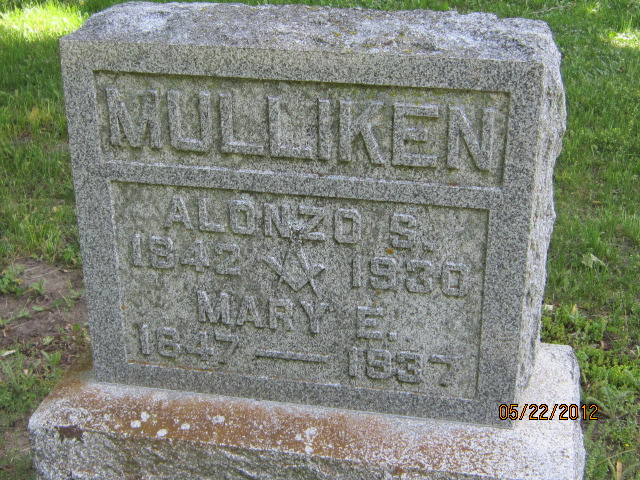 MULLIKEN
ALONZO S.
1842 1930
MARY E.
1847 — 1937
05/22/2012